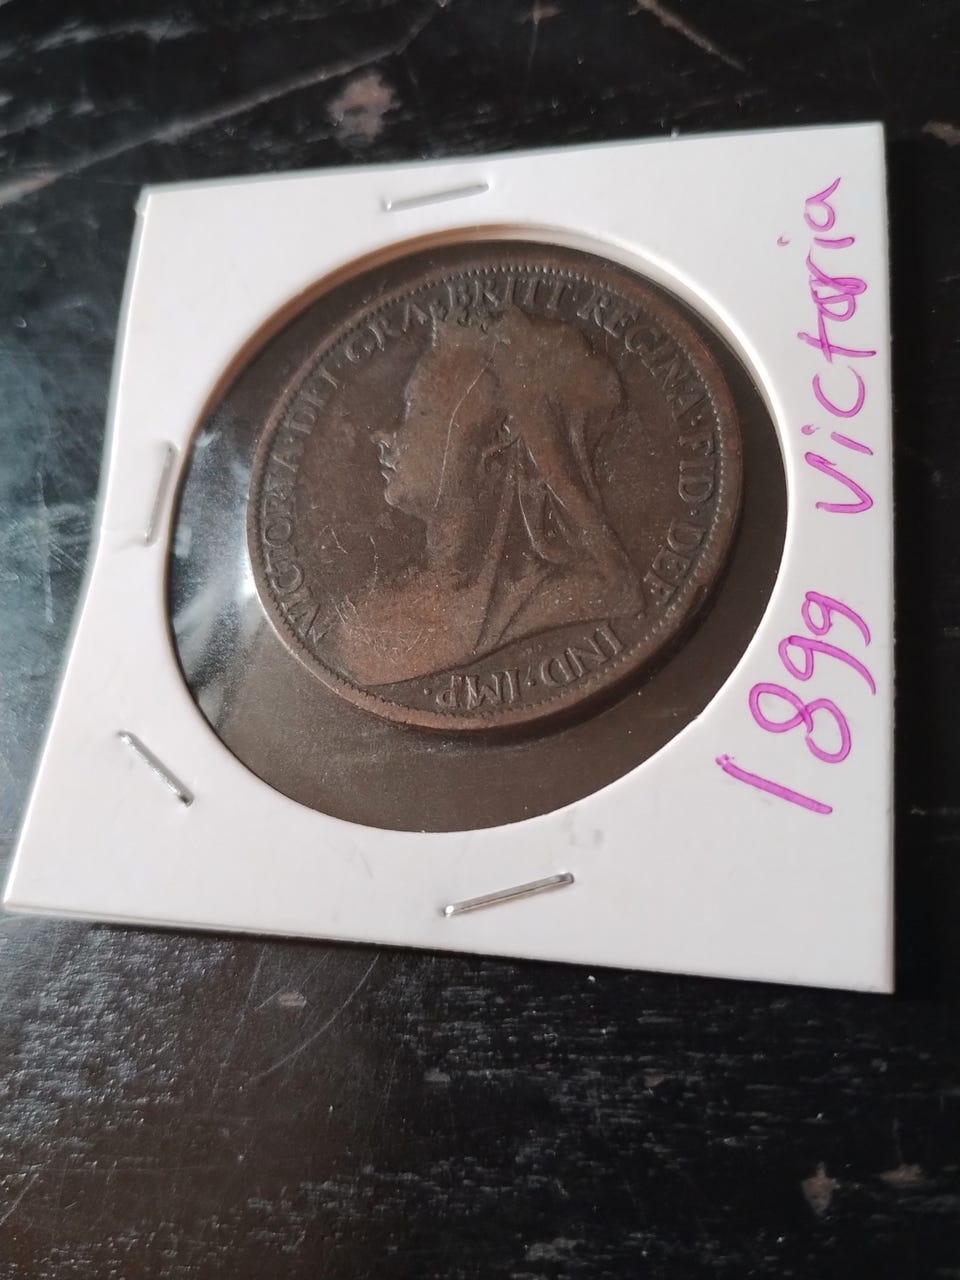 VICTORIA·DEI·GRA·BRITT·REGINA·FID·DEF·
IND·IMP·
1899 Victoria